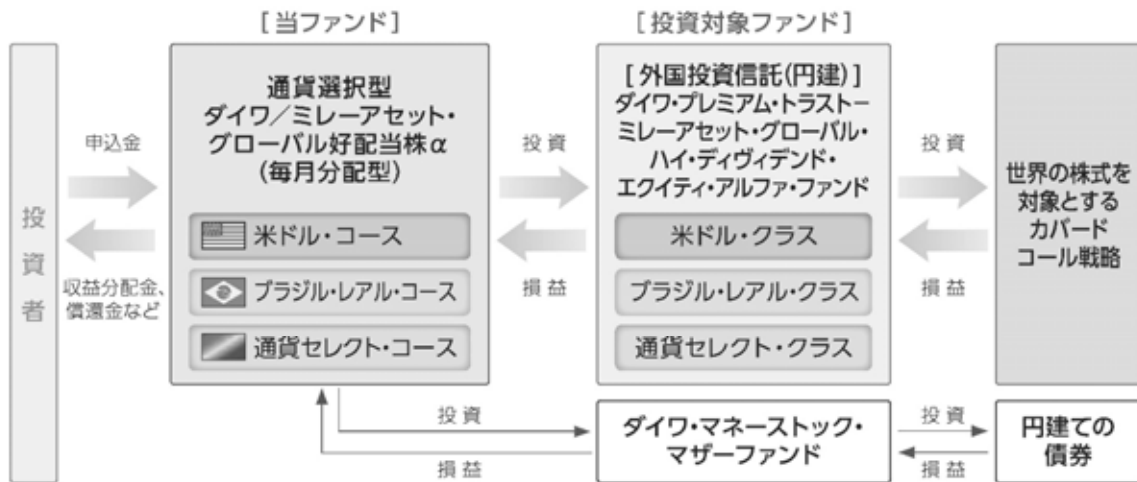 [当ファンド]
[投資対象ファンド]
投資者
申込金
収益分配金、
償還金など
通貨選択型
ダイワ／ミレーアセット・
グローバル好配当株α
(毎月分配型)
米ドル・コース
ブラジル・レアル・コース
通貨セレクト・コース
投資
損益
[外国投資信託(円建)]
ダイワ・プレミアム・トラストー
ミレーアセット・グローバル・
ハイ・ディヴィデンド・
エクイティ・アルファ・ファンド
米ドル・クラス
ブラジル・レアル・クラス
通貨セレクト・クラス
投資
損益
世界の株式を
対象とする
カバード
コール戦略
投資
損益
ダイワ・マネーストック・
マザーファンド
投資
損益
円建ての
債券